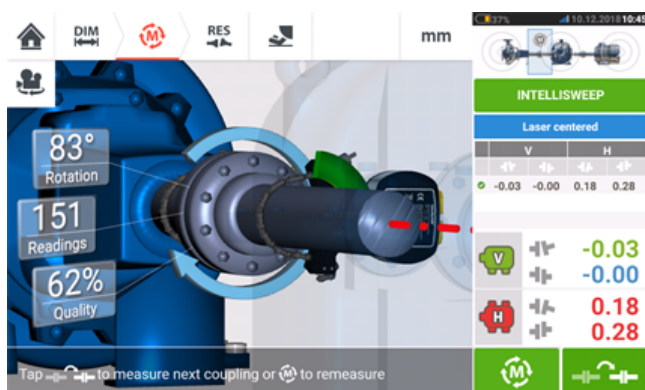 37% 10.12.2018 10:45
DIM
M
RES
mm
M
INTELLISWEEP
Laser centered
V H
-0.03 -0.00 0.18 0.28
83°
Rotation
151
Readings
62%
Quality
V -0.03
-0.00
H 0.18
0.28
Tap to measure next coupling or M to remeasure
M